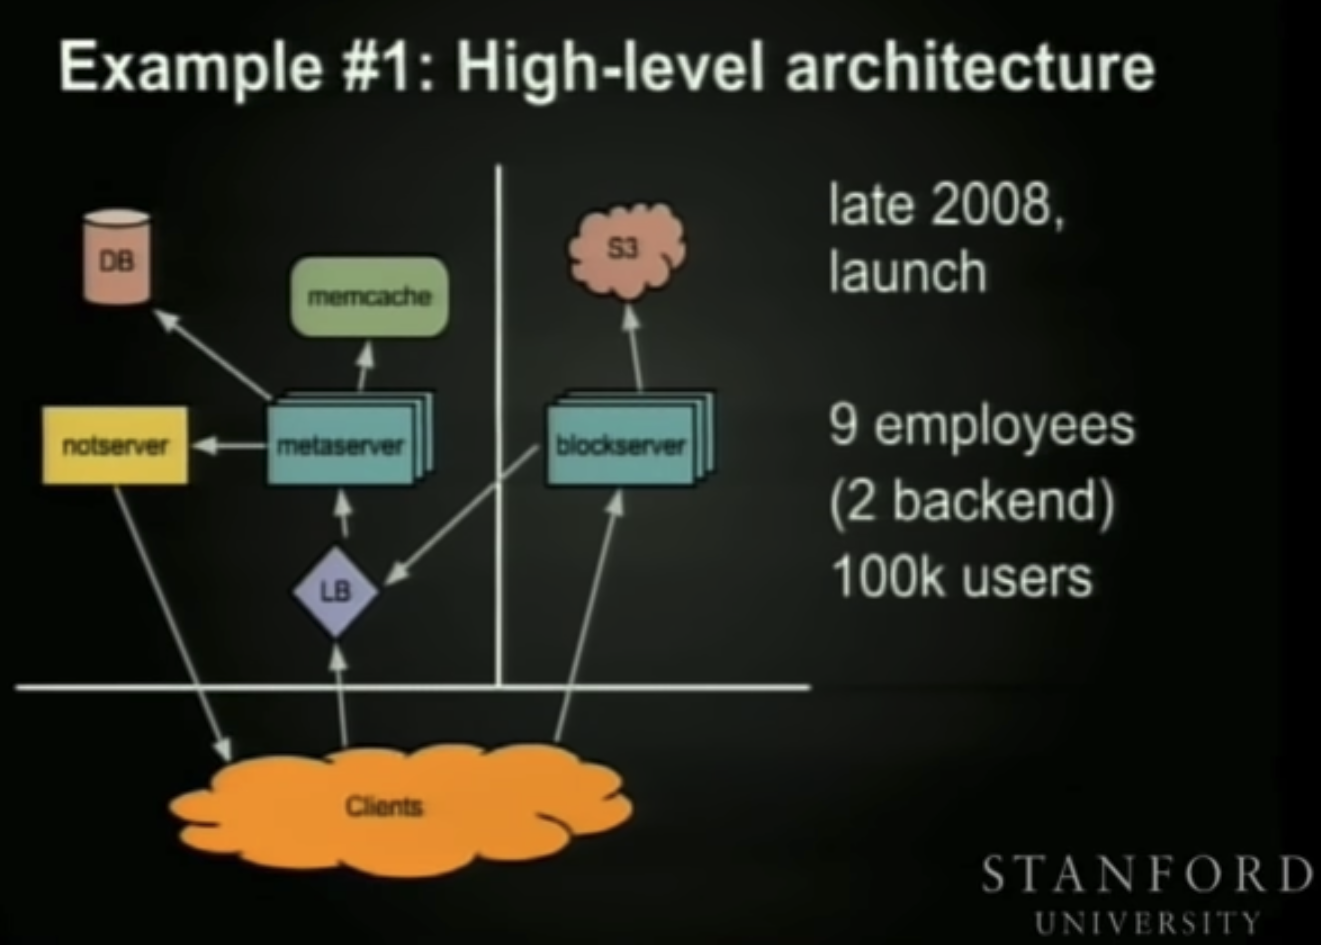 Example #1: High-level architecture
late 2008,
launch
DB
S3
memcache
notserver
metaserver
blockserver
9 employees
(2 backend)
100k users
LB
Clients
STANFORD
UNIVERSITY